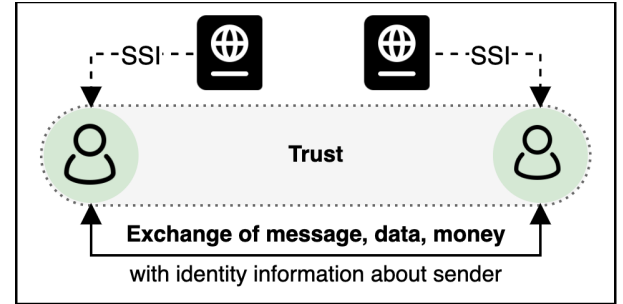 SSI
SSI
Trust
Exchange of message, data, money
with identity information about sender